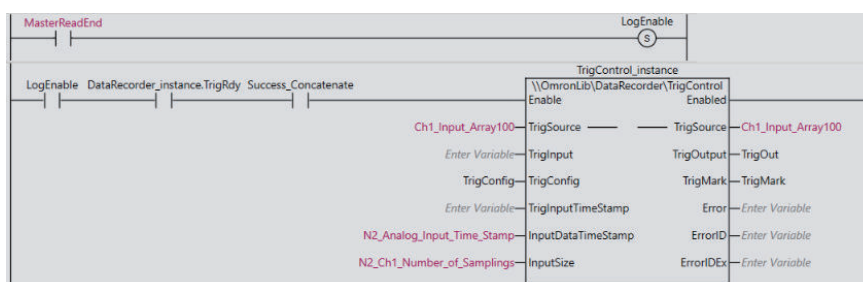 MasterReadEnd LogEnable
S
TrigControl_instance
LogEnable DataRecorder_instance.TrigRdy Success_Concatenate \\OmronLib\DataRecorder\TrigControl
Enable Enabled
Ch1_Input_Array100 TrigSource TrigSource Ch1_Input_Array100
Enter Variable TrigInput TrigOutput TrigOut
TrigConfig TrigConfig TrigMark TrigMark
Enter Variable TrigInputTimeStamp Error Enter Variable
N2_Analog_Input_Time_Stamp InputDataTimeStamp ErrorID Enter Variable
N2_Ch1_Number_of_Samplings InputSize ErrorIDEx Enter Variable